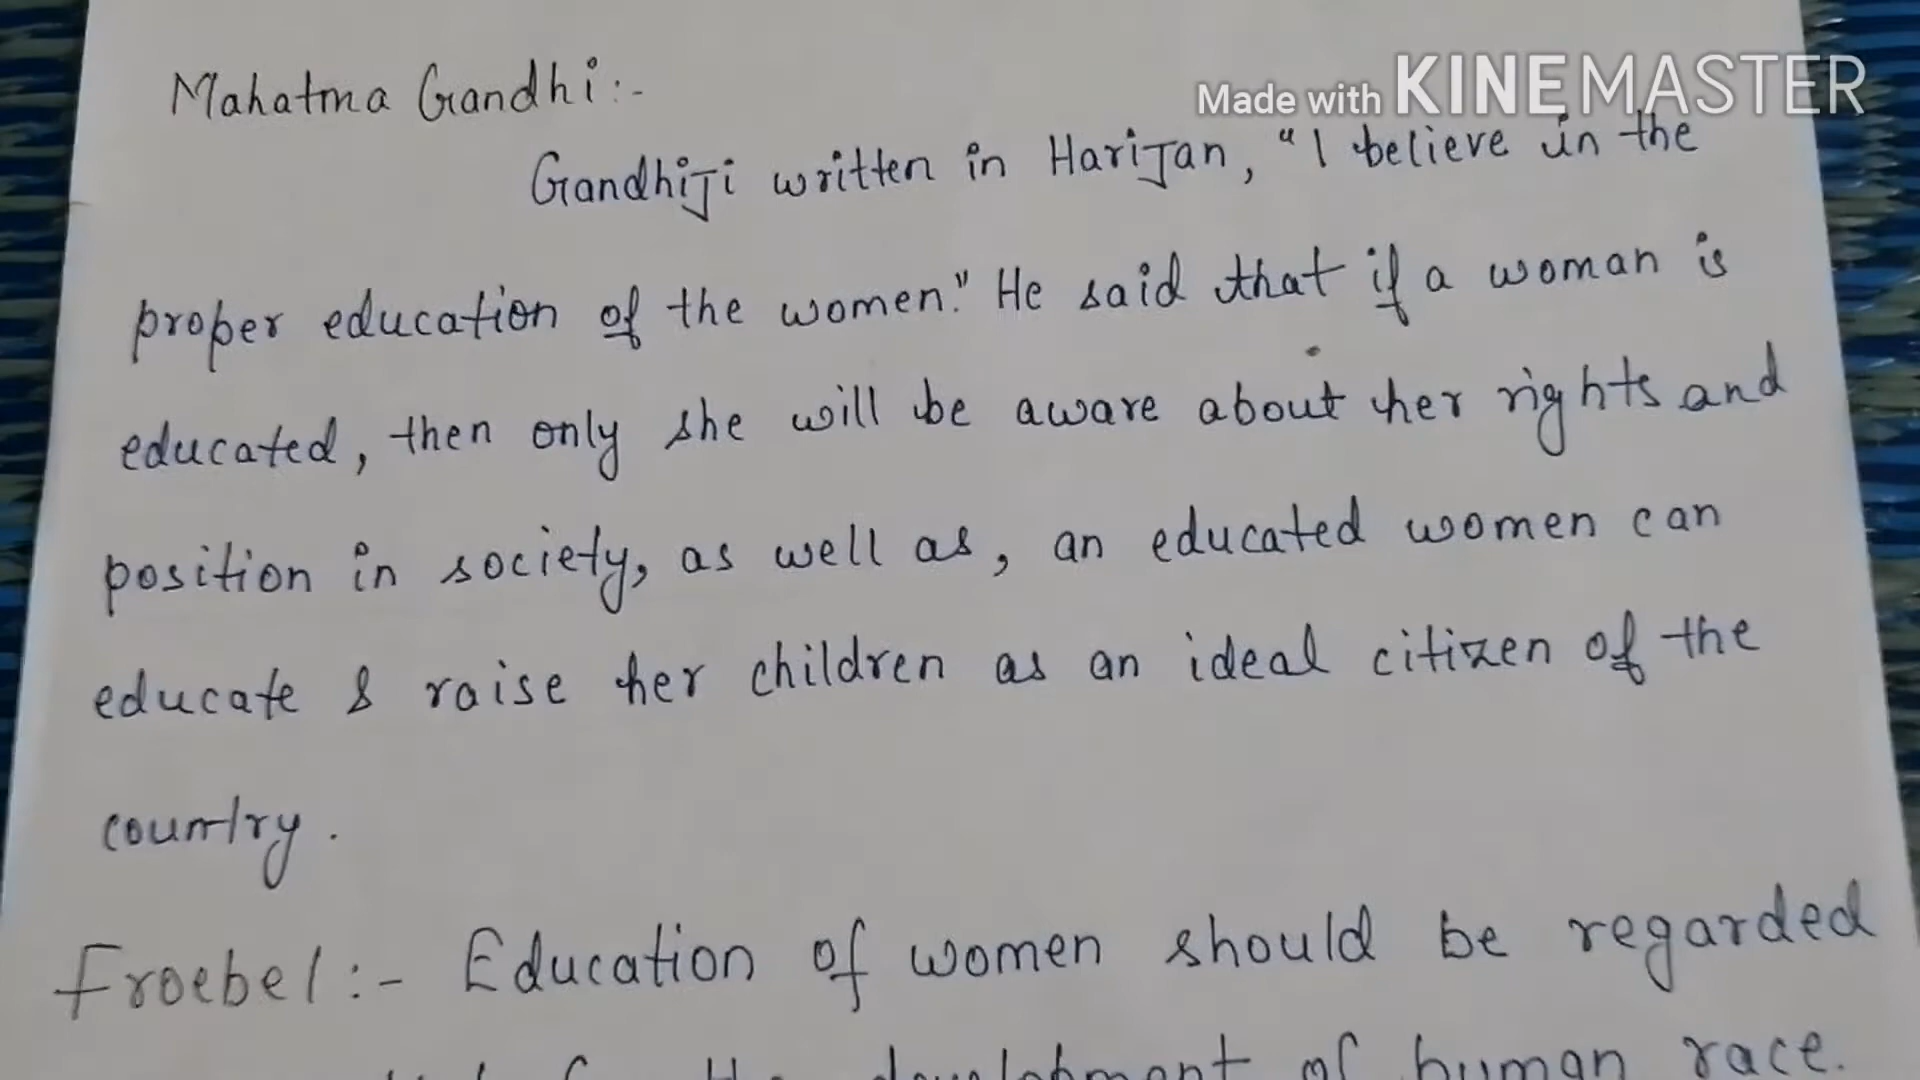 Mahatma Gandhi :-
Made with KINEMASTER
Gandhiji written in Harijan, "I believe in the
proper education of the women." He said that if a woman is
educated, then only she will be aware about her rights and
position in society, as well as, an educated women can
educate & raise her children as an ideal citizen of the
country.
Froebel :- Education of women should be regarded
development of human race.